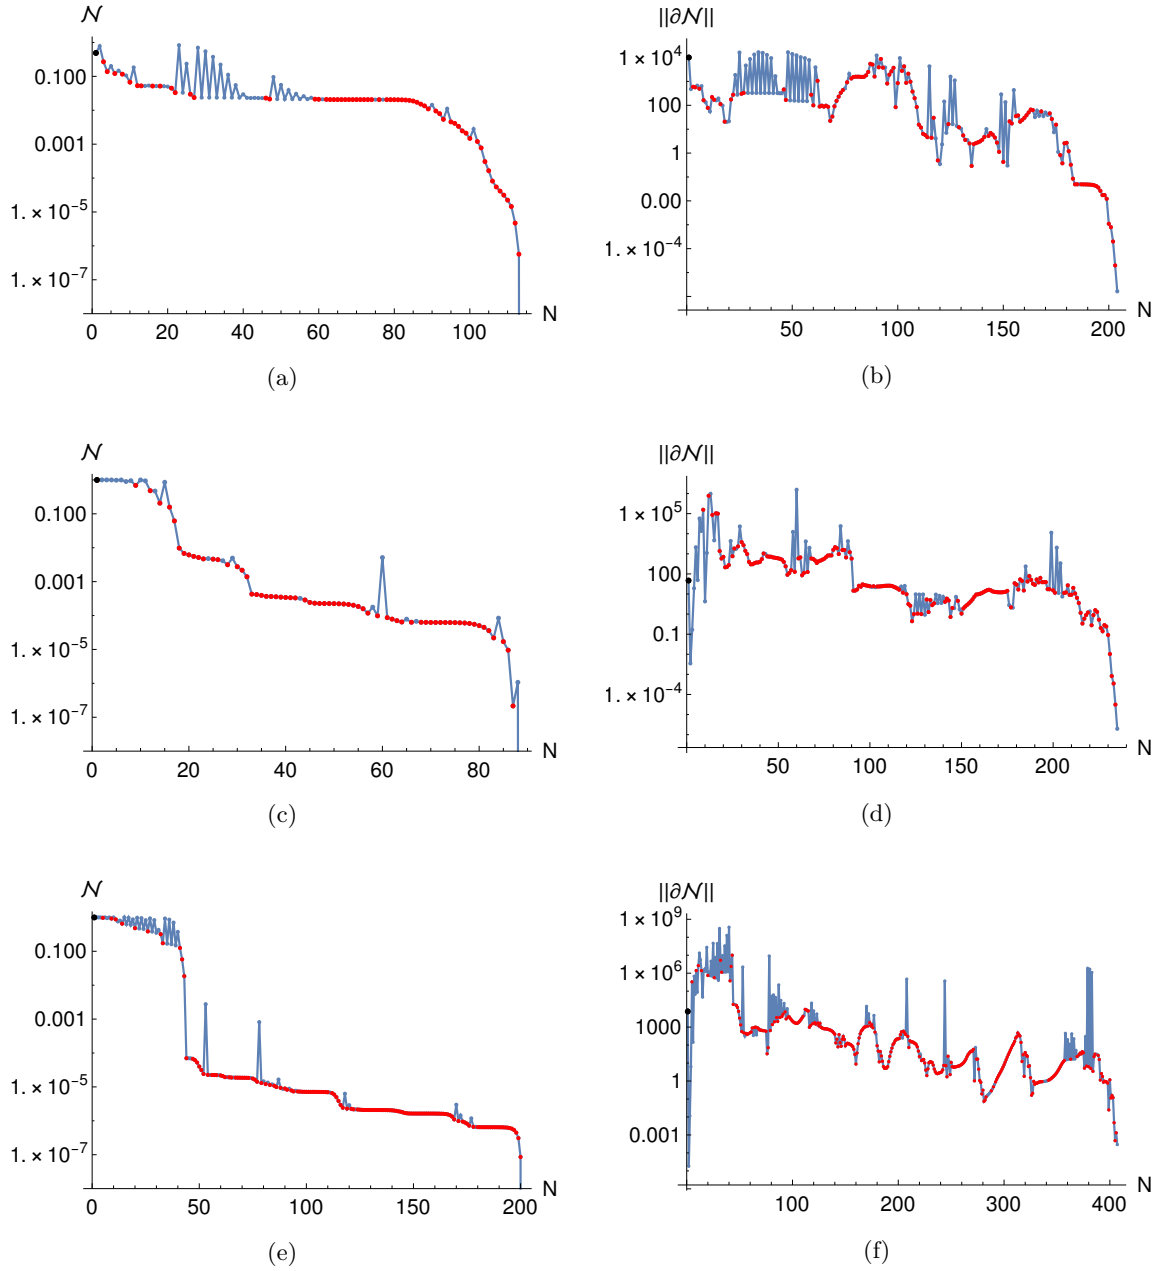 𝒩
0.100
0.001
1. × 10⁻⁵
1. × 10⁻⁷
0 20 40 60 80 100 N
(a)
||∂𝒩||
1 × 10⁴
100
1
0.00
1. × 10⁻⁴
50 100 150 200 N
(b)
𝒩
0.100
0.001
1. × 10⁻⁵
1. × 10⁻⁷
0 20 40 60 80 N
(c)
||∂𝒩||
1 × 10⁵
100
0.1
1. × 10⁻⁴
50 100 150 200 N
(d)
𝒩
0.100
0.001
1. × 10⁻⁵
1. × 10⁻⁷
0 50 100 150 200 N
(e)
||∂𝒩||
1 × 10⁹
1 × 10⁶
1000
1
0.001
100 200 300 400 N
(f)